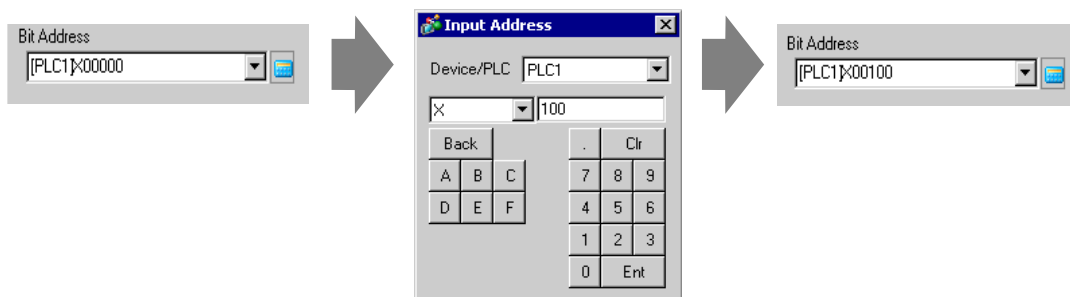 Bit Address
[PLC1]X00000
Input Address
Device/PLC PLC1
X 100
Back . Clr
A B C 7 8 9
D E F 4 5 6
1 2 3
0 Ent
Bit Address
[PLC1]X00100